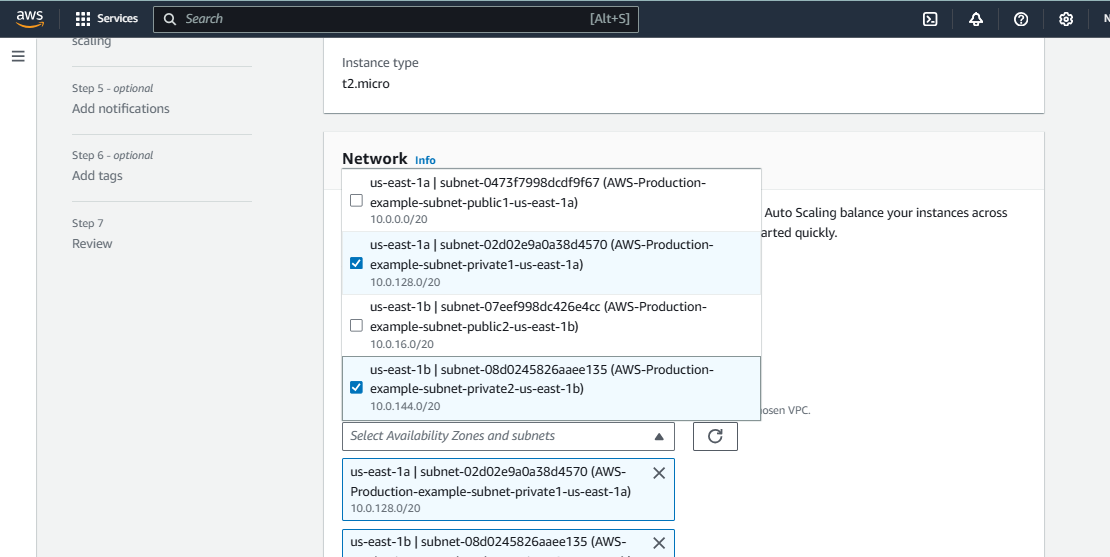 aws
Services
Search
[Alt+S]
N
scaling
Step 5 - optional
Add notifications
Step 6 - optional
Add tags
Step 7
Review
Instance type
t2.micro
Network Info
us-east-1a | subnet-0473f7998dcdf9f67 (AWS-Production-
example-subnet-public1-us-east-1a)
10.0.0.0/20
us-east-1a | subnet-02d02e9a0a38d4570 (AWS-Production-
example-subnet-private1-us-east-1a)
10.0.128.0/20
us-east-1b | subnet-07eef998dc426e4cc (AWS-Production-
example-subnet-public2-us-east-1b)
10.0.16.0/20
us-east-1b | subnet-08d0245826aaee135 (AWS-Production-
example-subnet-private2-us-east-1b)
10.0.144.0/20
Auto Scaling balance your instances across
arted quickly.
osen VPC.
Select Availability Zones and subnets
us-east-1a | subnet-02d02e9a0a38d4570 (AWS-
Production-example-subnet-private1-us-east-1a)
10.0.128.0/20
us-east-1b | subnet-08d0245826aaee135 (AWS-